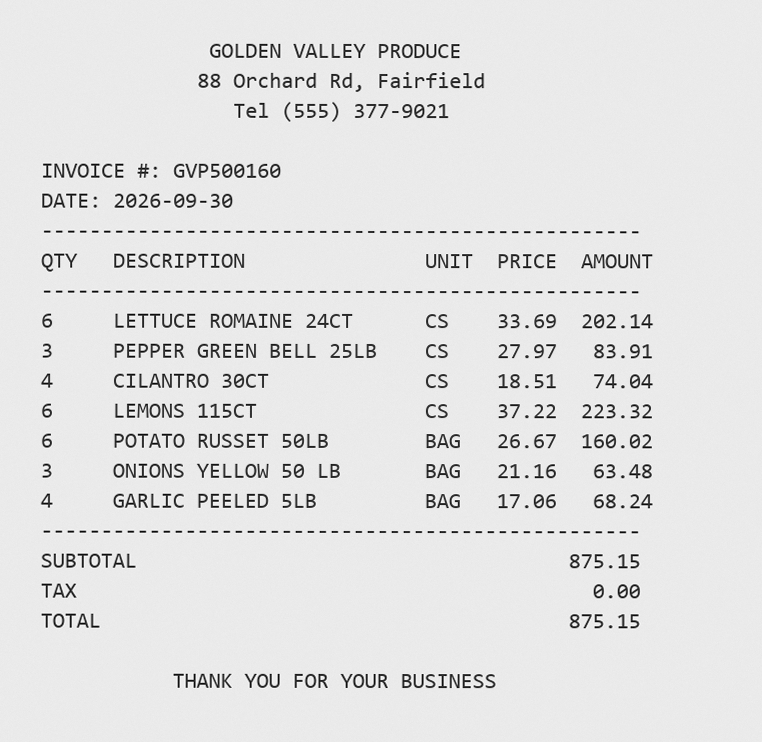 GOLDEN VALLEY PRODUCE
88 Orchard Rd, Fairfield
Tel (555) 377-9021
INVOICE #: GVP500160
DATE: 2026-09-30
--------------------------------------------------
QTY   DESCRIPTION               UNIT  PRICE  AMOUNT
--------------------------------------------------
6     LETTUCE ROMAINE 24CT      CS    33.69  202.14
3     PEPPER GREEN BELL 25LB    CS    27.97   83.91
4     CILANTRO 30CT             CS    18.51   74.04
6     LEMONS 115CT              CS    37.22  223.32
6     POTATO RUSSET 50LB        BAG   26.67  160.02
3     ONIONS YELLOW 50 LB       BAG   21.16   63.48
4     GARLIC PEELED 5LB         BAG   17.06   68.24
--------------------------------------------------
SUBTOTAL                                    875.15
TAX                                           0.00
TOTAL                                       875.15
THANK YOU FOR YOUR BUSINESS